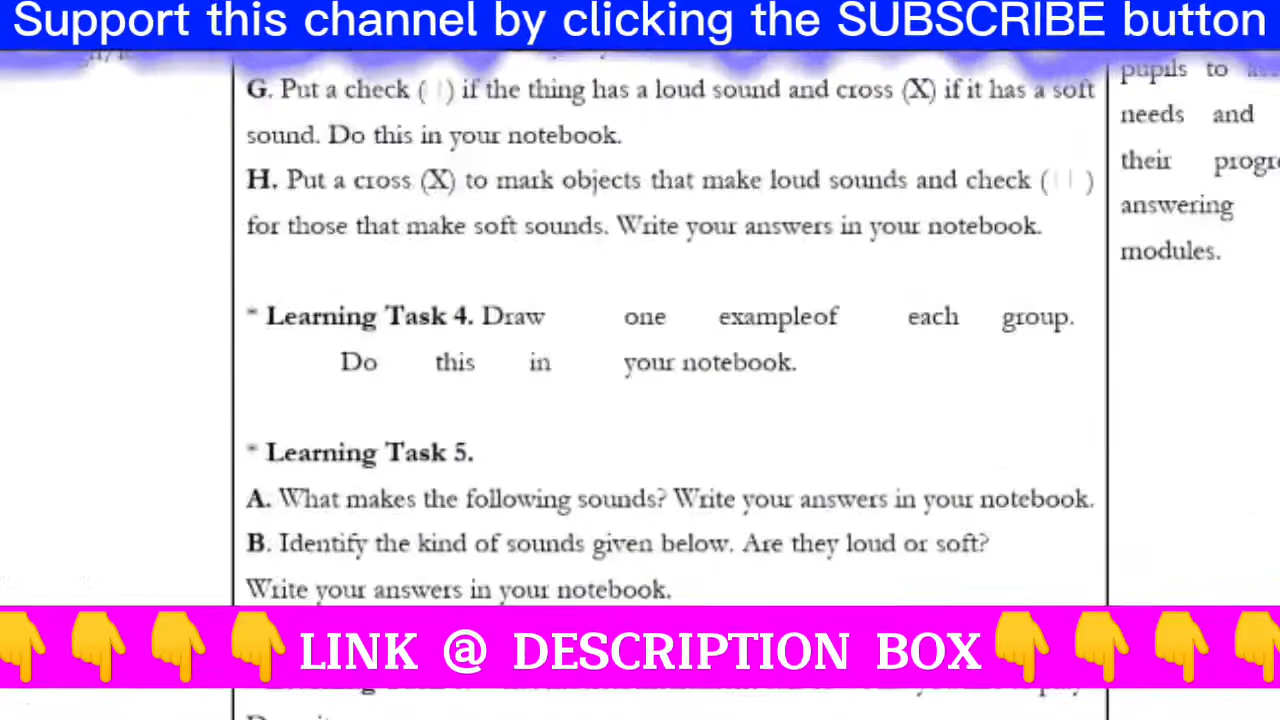 Support this channel by clicking the SUBSCRIBE button
G. Put a check ( ) if the thing has a loud sound and cross (X) if it has a soft
sound. Do this in your notebook.
H. Put a cross (X) to mark objects that make loud sounds and check ( )
for those that make soft sounds. Write your answers in your notebook.
* Learning Task 4. Draw one exampleof each group.
Do this in your notebook.
* Learning Task 5.
A. What makes the following sounds? Write your answers in your notebook.
B. Identify the kind of sounds given below. Are they loud or soft?
Write your answers in your notebook.
pupils to
needs and
their progre
answering
modules.
LINK @ DESCRIPTION BOX